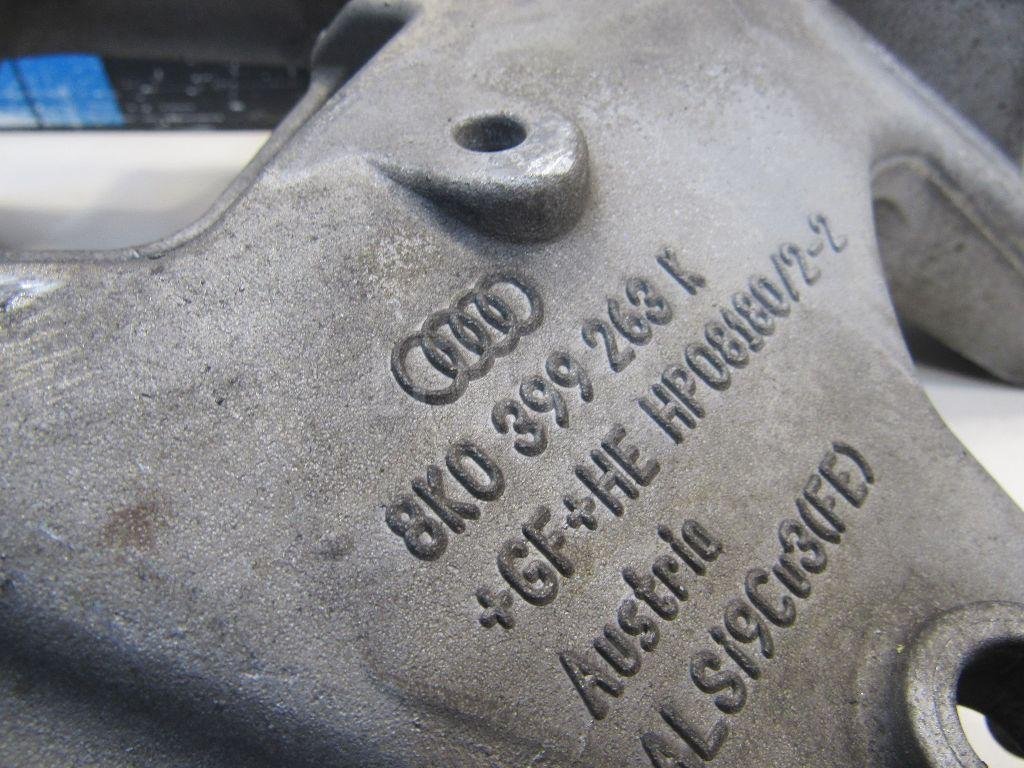 8K0 399 263 K
+GF+HE HP08180/2-2
Austria
ALSi9Cu3(FE)